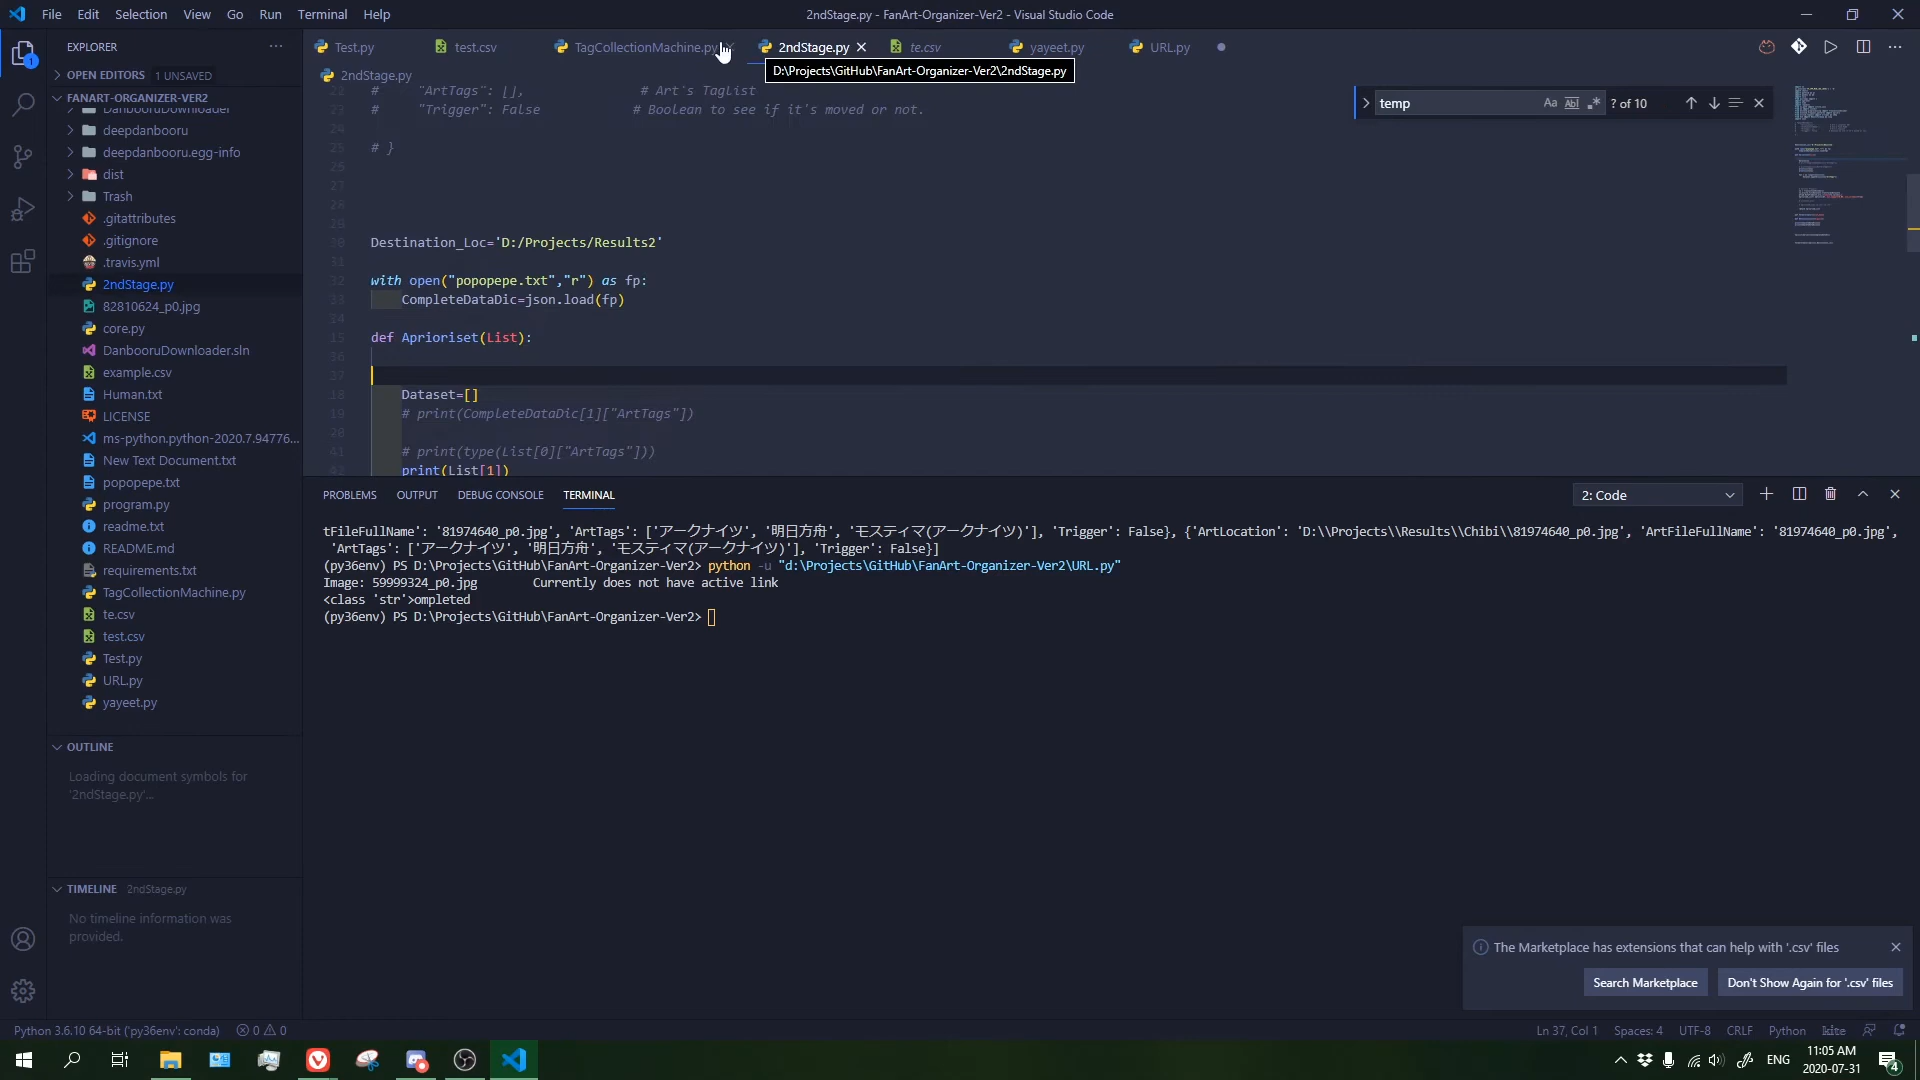 File Edit Selection View Go Run Terminal Help
2ndStage.py - FanArt-Organizer-Ver2 - Visual Studio Code
EXPLORER
Test.py test.csv TagCollectionMachine.py 2ndStage.py te.csv yayeet.py URL.py
OPEN EDITORS 1 UNSAVED
2ndStage.py
D:\Projects\GitHub\FanArt-Organizer-Ver2\2ndStage.py
FANART-ORGANIZER-VER2
DanbooruDownloader
deepdanbooru
deepdanbooru.egg-info
dist
Trash
.gitattributes
.gitignore
.travis.yml
2ndStage.py
82810624_p0.jpg
core.py
DanbooruDownloader.sln
example.csv
Human.txt
LICENSE
ms-python.python-2020.7.94776...
New Text Document.txt
popopepe.txt
program.py
readme.txt
README.md
requirements.txt
TagCollectionMachine.py
te.csv
test.csv
Test.py
URL.py
yayeet.py
OUTLINE
Loading document symbols for
'2ndStage.py'...
TIMELINE 2ndStage.py
No timeline information was
provided.
# "ArtTags": [], # Art`s Taglist
# "Trigger": False # Boolean to see if it's moved or not.
# }
Destination_Loc='D:/Projects/Results2'
with open("popopepe.txt","r") as fp:
CompleteDataDic=json.load(fp)
def Aprioriset(List):
Dataset=[]
# print(CompleteDataDic[1]["ArtTags"])
# print(type(List[0]["ArtTags"]))
print(List[1])
temp Aa Abl .* ? of 10
PROBLEMS OUTPUT DEBUG CONSOLE TERMINAL
2: Code
tFileFullName': '81974640_p0.jpg', 'ArtTags': ['アークナイツ', '明日方舟', 'モスティマ(アークナイツ)'], 'Trigger': False}, {'ArtLocation': 'D:\\Projects\\Results\\Chibi\\81974640_p0.jpg', 'ArtFileFullName': '81974640_p0.jpg',
'ArtTags': ['アークナイツ', '明日方舟', 'モスティマ(アークナイツ)'], 'Trigger': False}]
(py36env) PS D:\Projects\GitHub\FanArt-Organizer-Ver2> python -u "d:\Projects\GitHub\FanArt-Organizer-Ver2\URL.py"
Image: 59999324_p0.jpg Currently does not have active link
<class 'str'>ompleted
(py36env) PS D:\Projects\GitHub\FanArt-Organizer-Ver2>
The Marketplace has extensions that can help with '.csv' files
Search Marketplace Don't Show Again for '.csv' files
Python 3.6.10 64-bit ('py36env': conda) 0 0
Ln 37, Col 1 Spaces: 4 UTF-8 CRLF Python kite
ENG
11:05 AM
2020-07-31
4